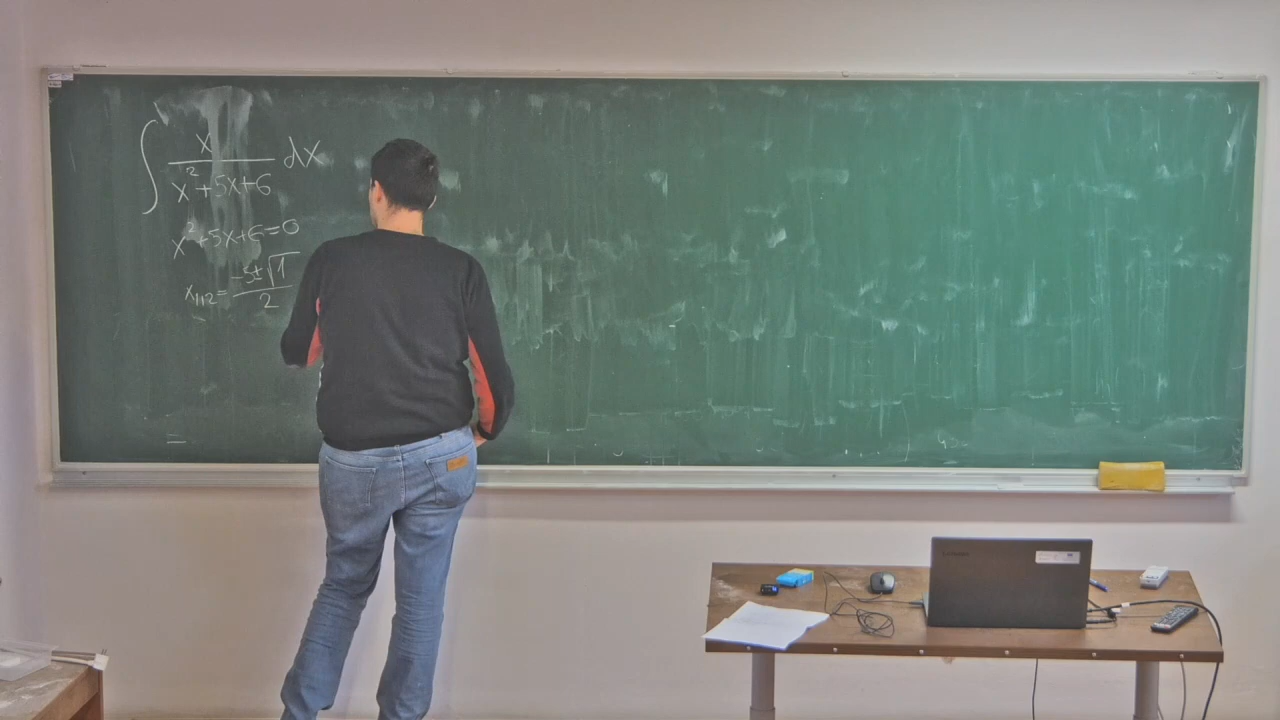 ∫ x / (x² + 5x + 6) dx
x² + 5x + 6 = 0
x₁,₂ = (-5 ± √1) / 2
=